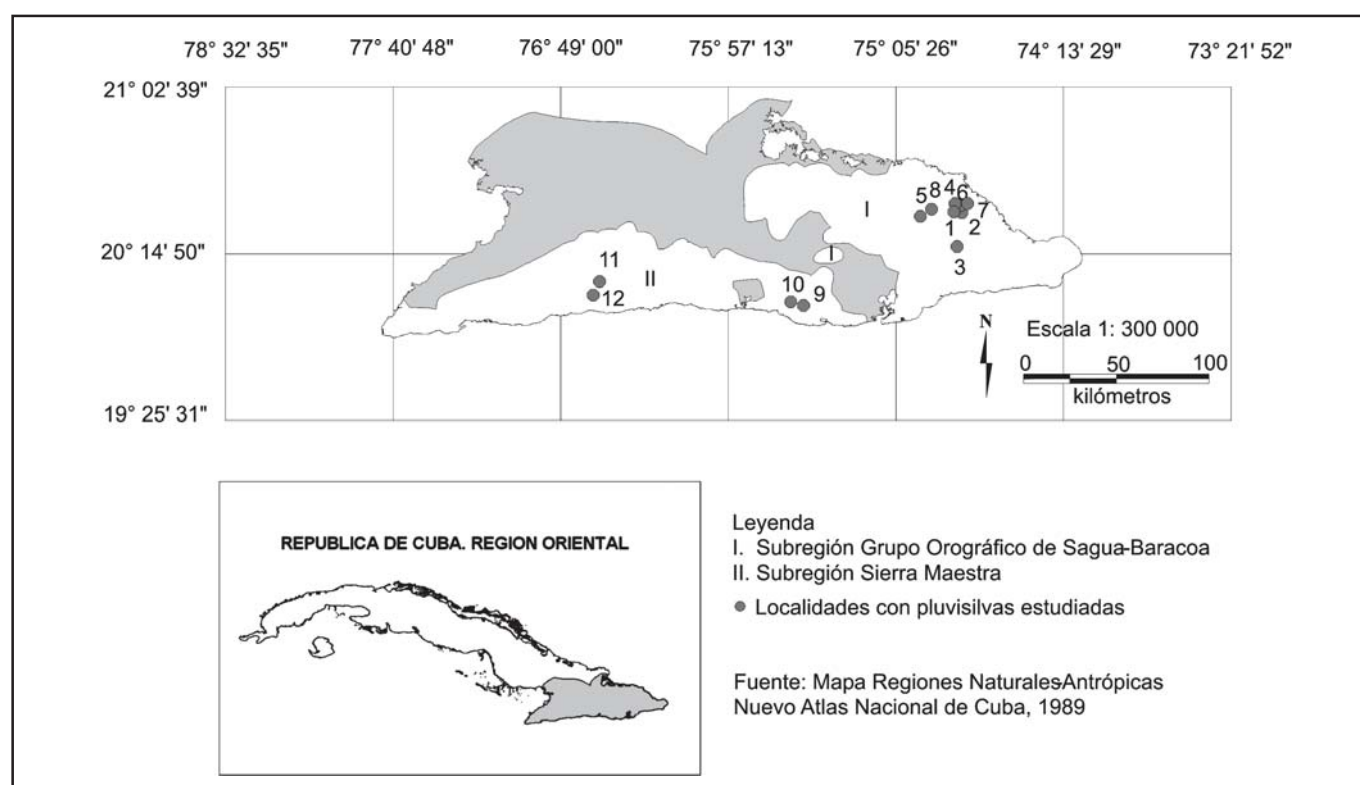 78° 32' 35" 77° 40' 48" 76° 49' 00" 75° 57' 13" 75° 05' 26" 74° 13' 29" 73° 21' 52"
21° 02' 39"
5 8 4 6
I 7
1 2
20° 14' 50"
I 3
11 II
12 10 9
N
Escala 1: 300 000
0 50 100
kilómetros
19° 25' 31"
REPUBLICA DE CUBA. REGION ORIENTAL
Leyenda
I. Subregión Grupo Orográfico de Sagua-Baracoa
II. Subregión Sierra Maestra
Localidades con pluvisilvas estudiadas
Fuente: Mapa Regiones Naturales-Antrópicas
Nuevo Atlas Nacional de Cuba, 1989